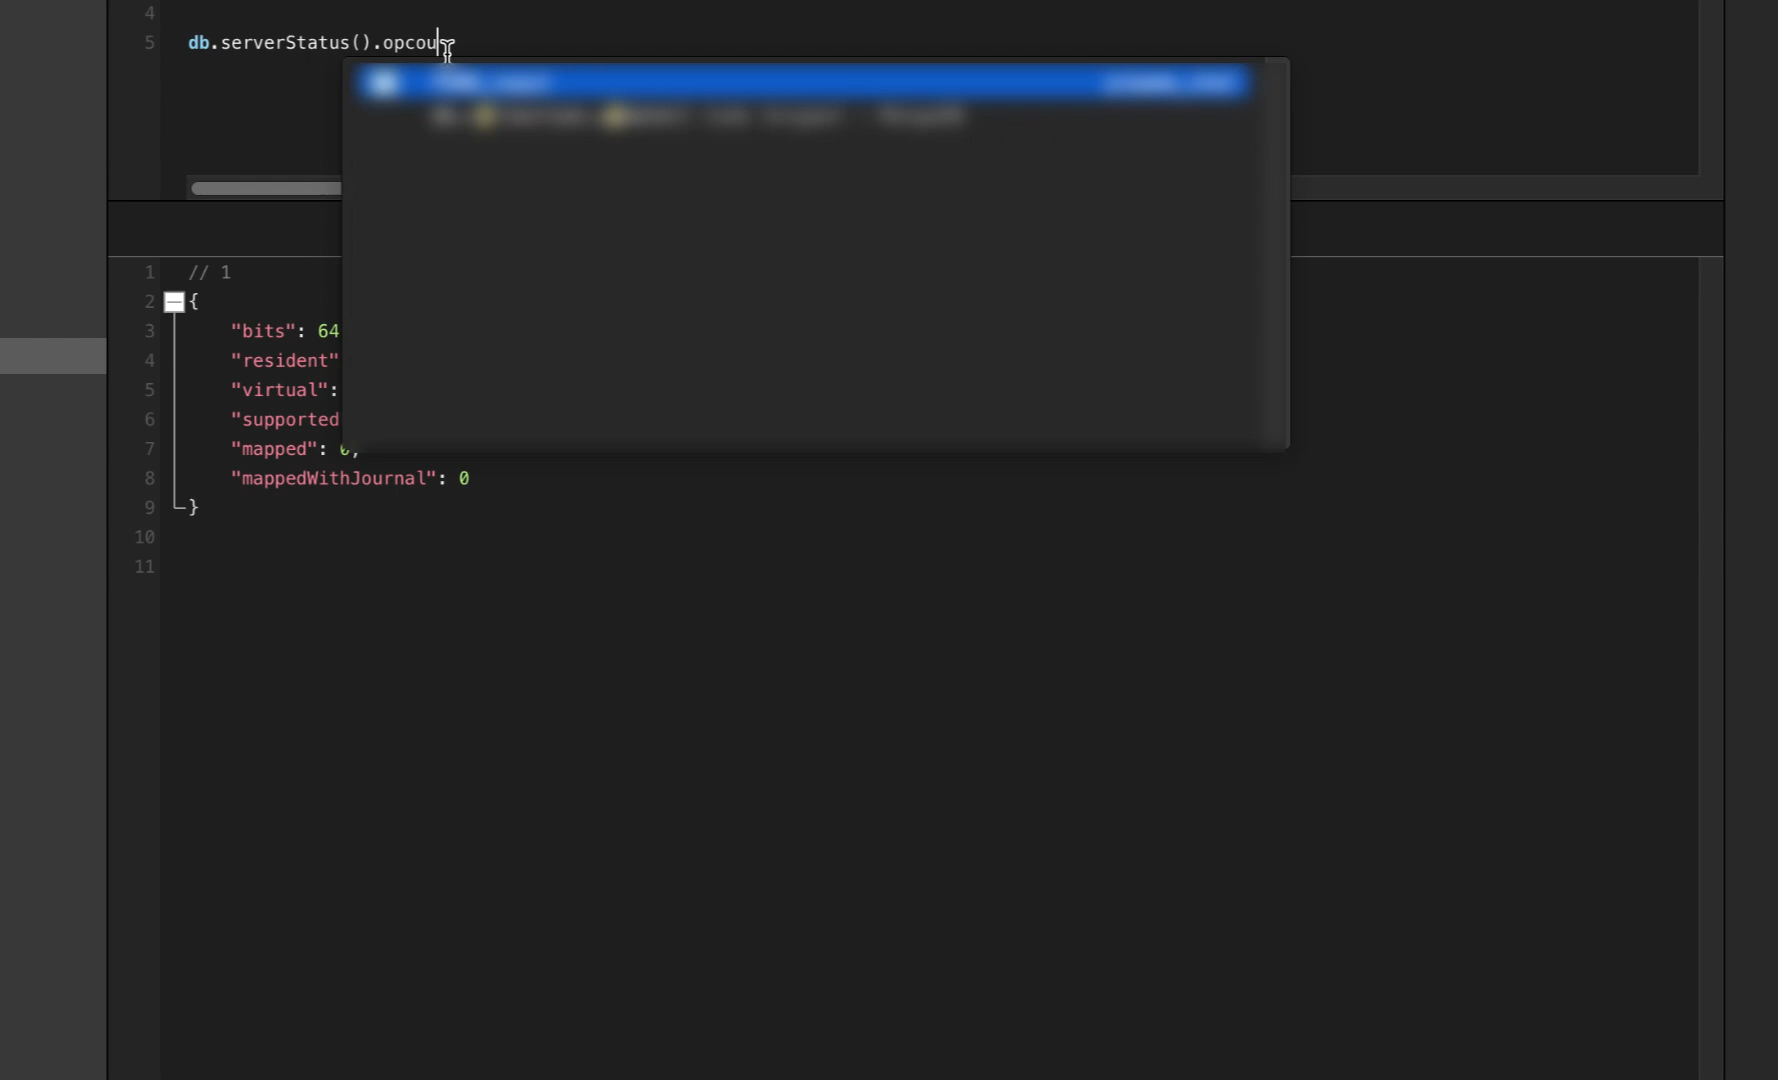 4
5 db.serverStatus().opcou
1 // 1
2 {
3 "bits": 64
4 "resident"
5 "virtual":
6 "supported
7 "mapped": 0,
8 "mappedWithJournal": 0
9 }
10
11